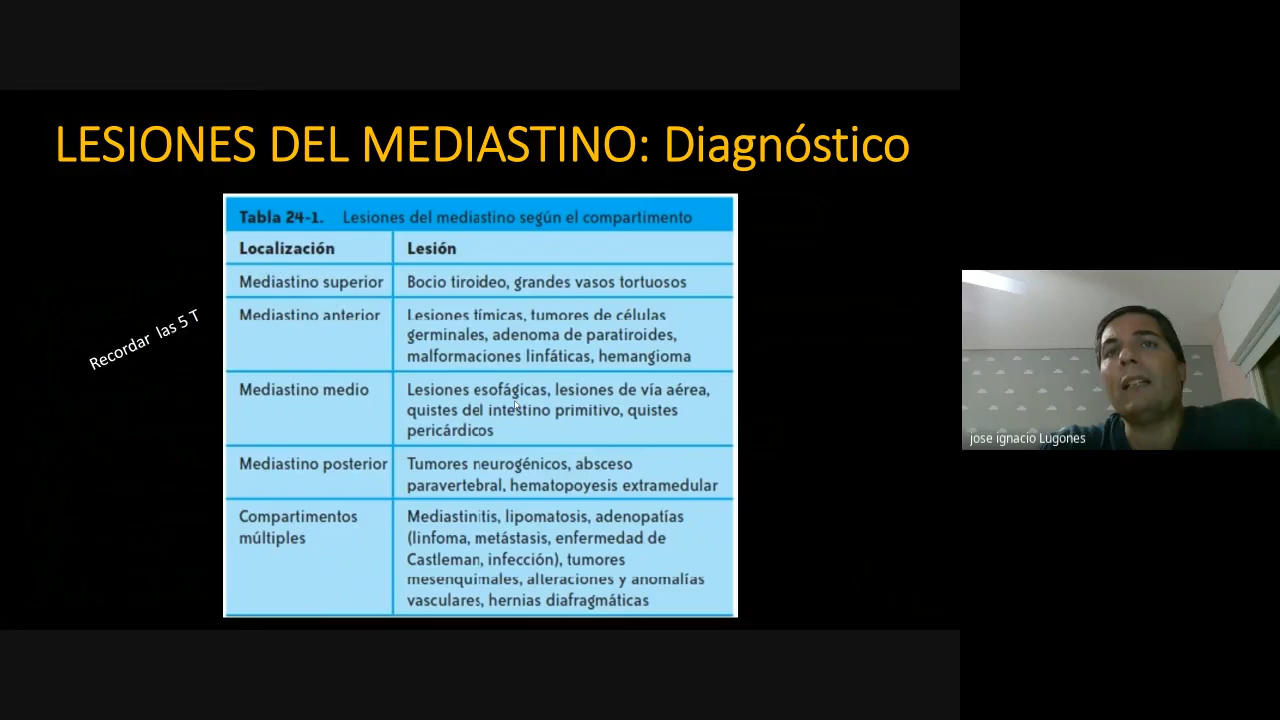 LESIONES DEL MEDIASTINO: Diagnóstico
Tabla 24-1. Lesiones del mediastino según el compartimento
Localización Lesión
Mediastino superior Bocio tiroideo, grandes vasos tortuosos
Recordar las 5 T
Mediastino anterior Lesiones tímicas, tumores de células
germinales, adenoma de paratiroides,
malformaciones linfáticas, hemangioma
Mediastino medio Lesiones esofágicas, lesiones de vía aérea,
quistes del intestino primitivo, quistes
pericárdicos
Mediastino posterior Tumores neurogénicos, absceso
paravertebral, hematopoyesis extramedular
Compartimentos Mediastinitis, lipomatosis, adenopatías
múltiples (linfoma, metástasis, enfermedad de
Castleman, infección), tumores
mesenquimales, alteraciones y anomalías
vasculares, hernias diafragmáticas
jose ignacio Lugones